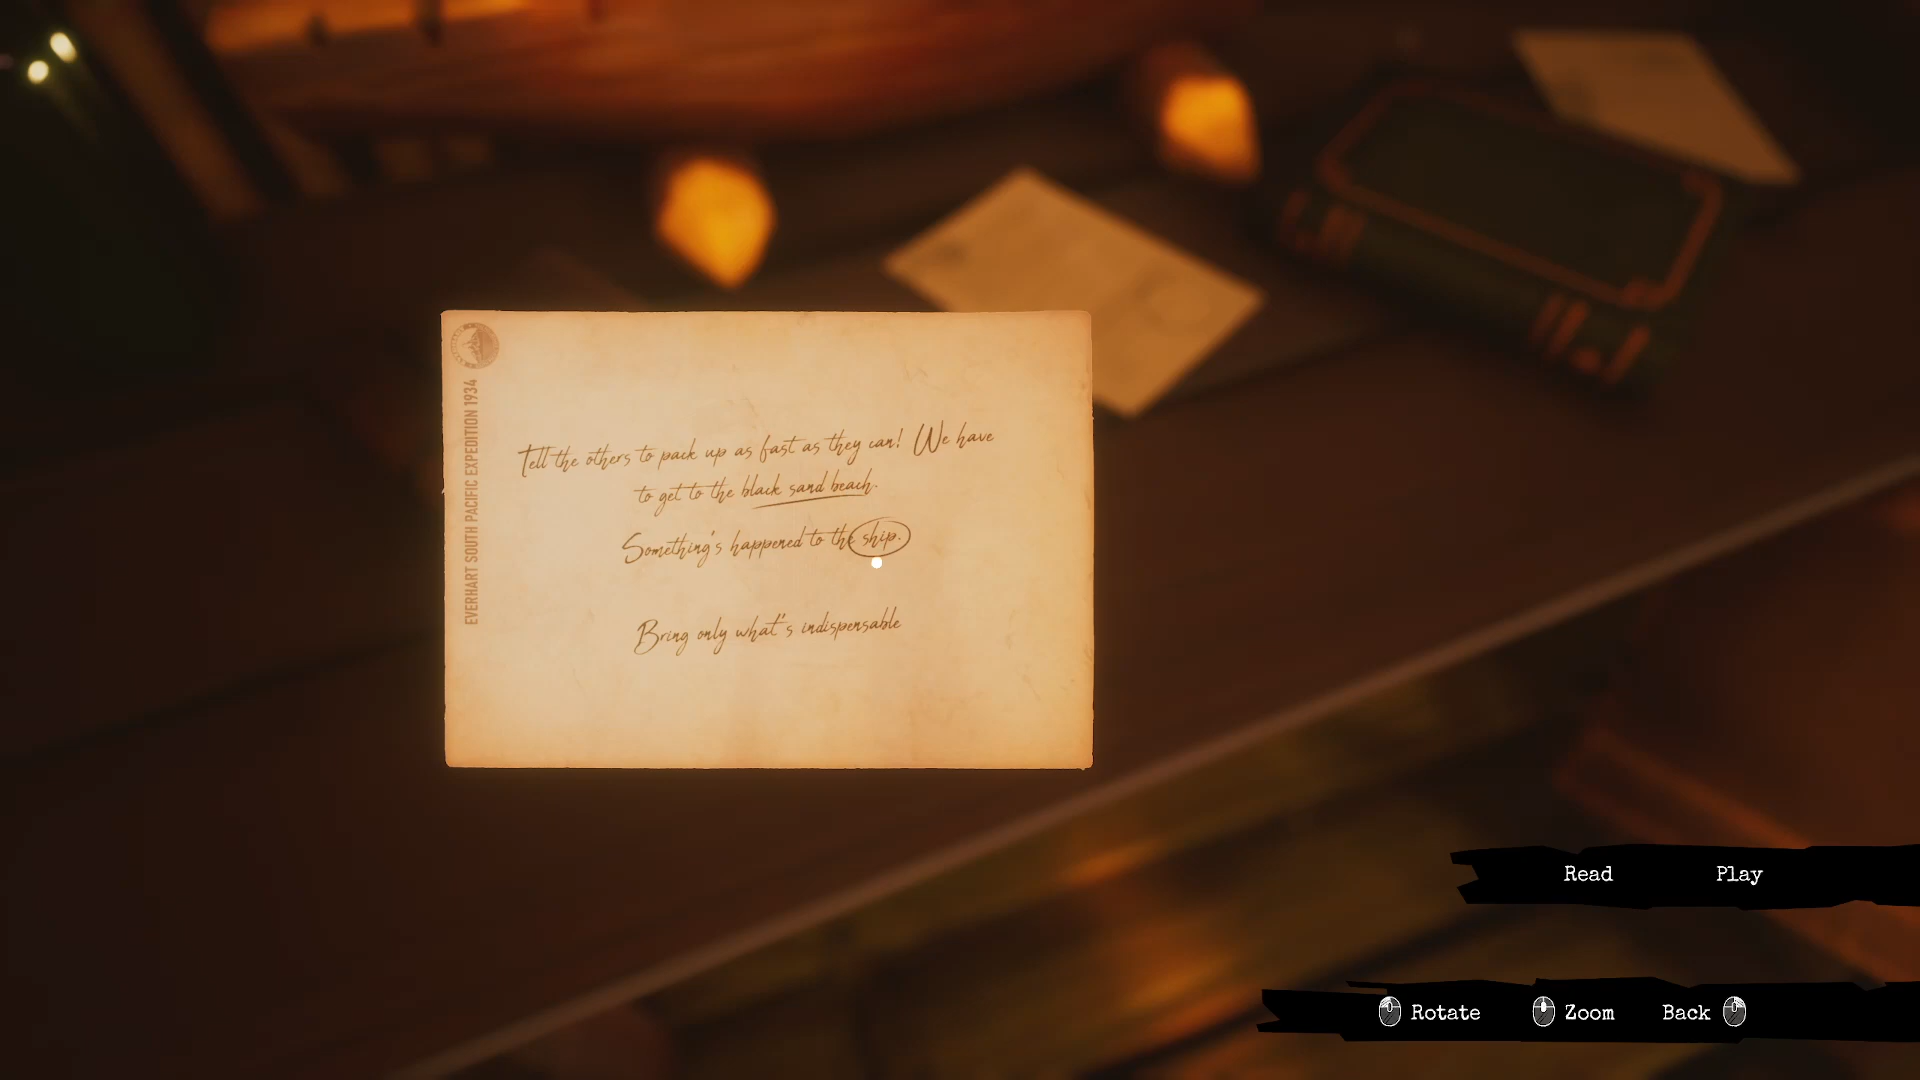 EVERHART SOUTH PACIFIC EXPEDITION 1934
Tell the others to pack up as fast as they can! We have
to get to the black sand beach.
Something's happened to the ship.
Bring only what's indispensable
Read Play
Rotate Zoom Back